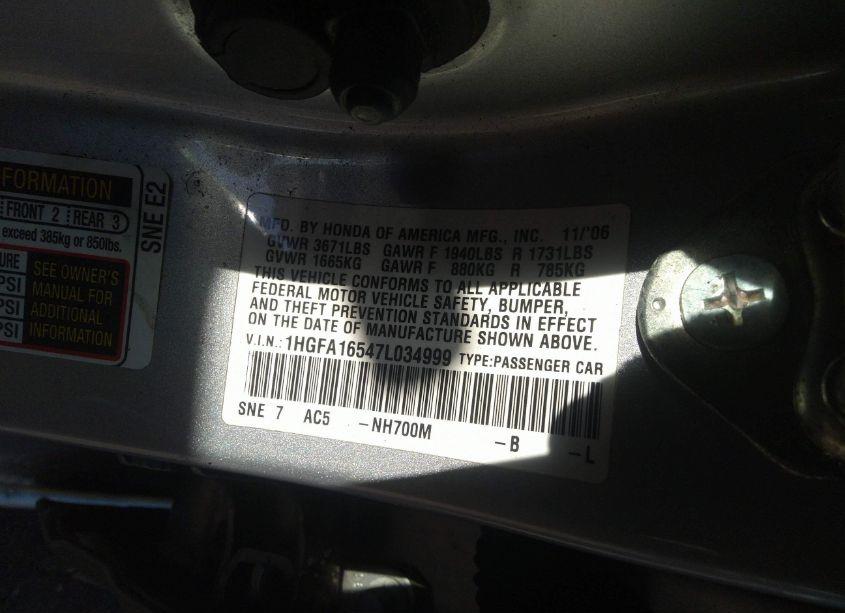 FORMATION
FRONT 2 REAR 3
exceed 385kg or 850lbs.
URE
SEE OWNER'S
PSI
MANUAL FOR
PSI
ADDITIONAL
PSI
INFORMATION
SNE E2
MFD. BY HONDA OF AMERICA MFG., INC. 11/'06
GVWR 3671LBS GAWR F 1940LBS R 1731LBS
GVWR 1665KG GAWR F 880KG R 785KG
THIS VEHICLE CONFORMS TO ALL APPLICABLE
FEDERAL MOTOR VEHICLE SAFETY, BUMPER,
AND THEFT PREVENTION STANDARDS IN EFFECT
ON THE DATE OF MANUFACTURE SHOWN ABOVE.
V.I.N.: 1HGFA16547L034999 TYPE:PASSENGER CAR
SNE 7 AC5 -NH700M -B -L